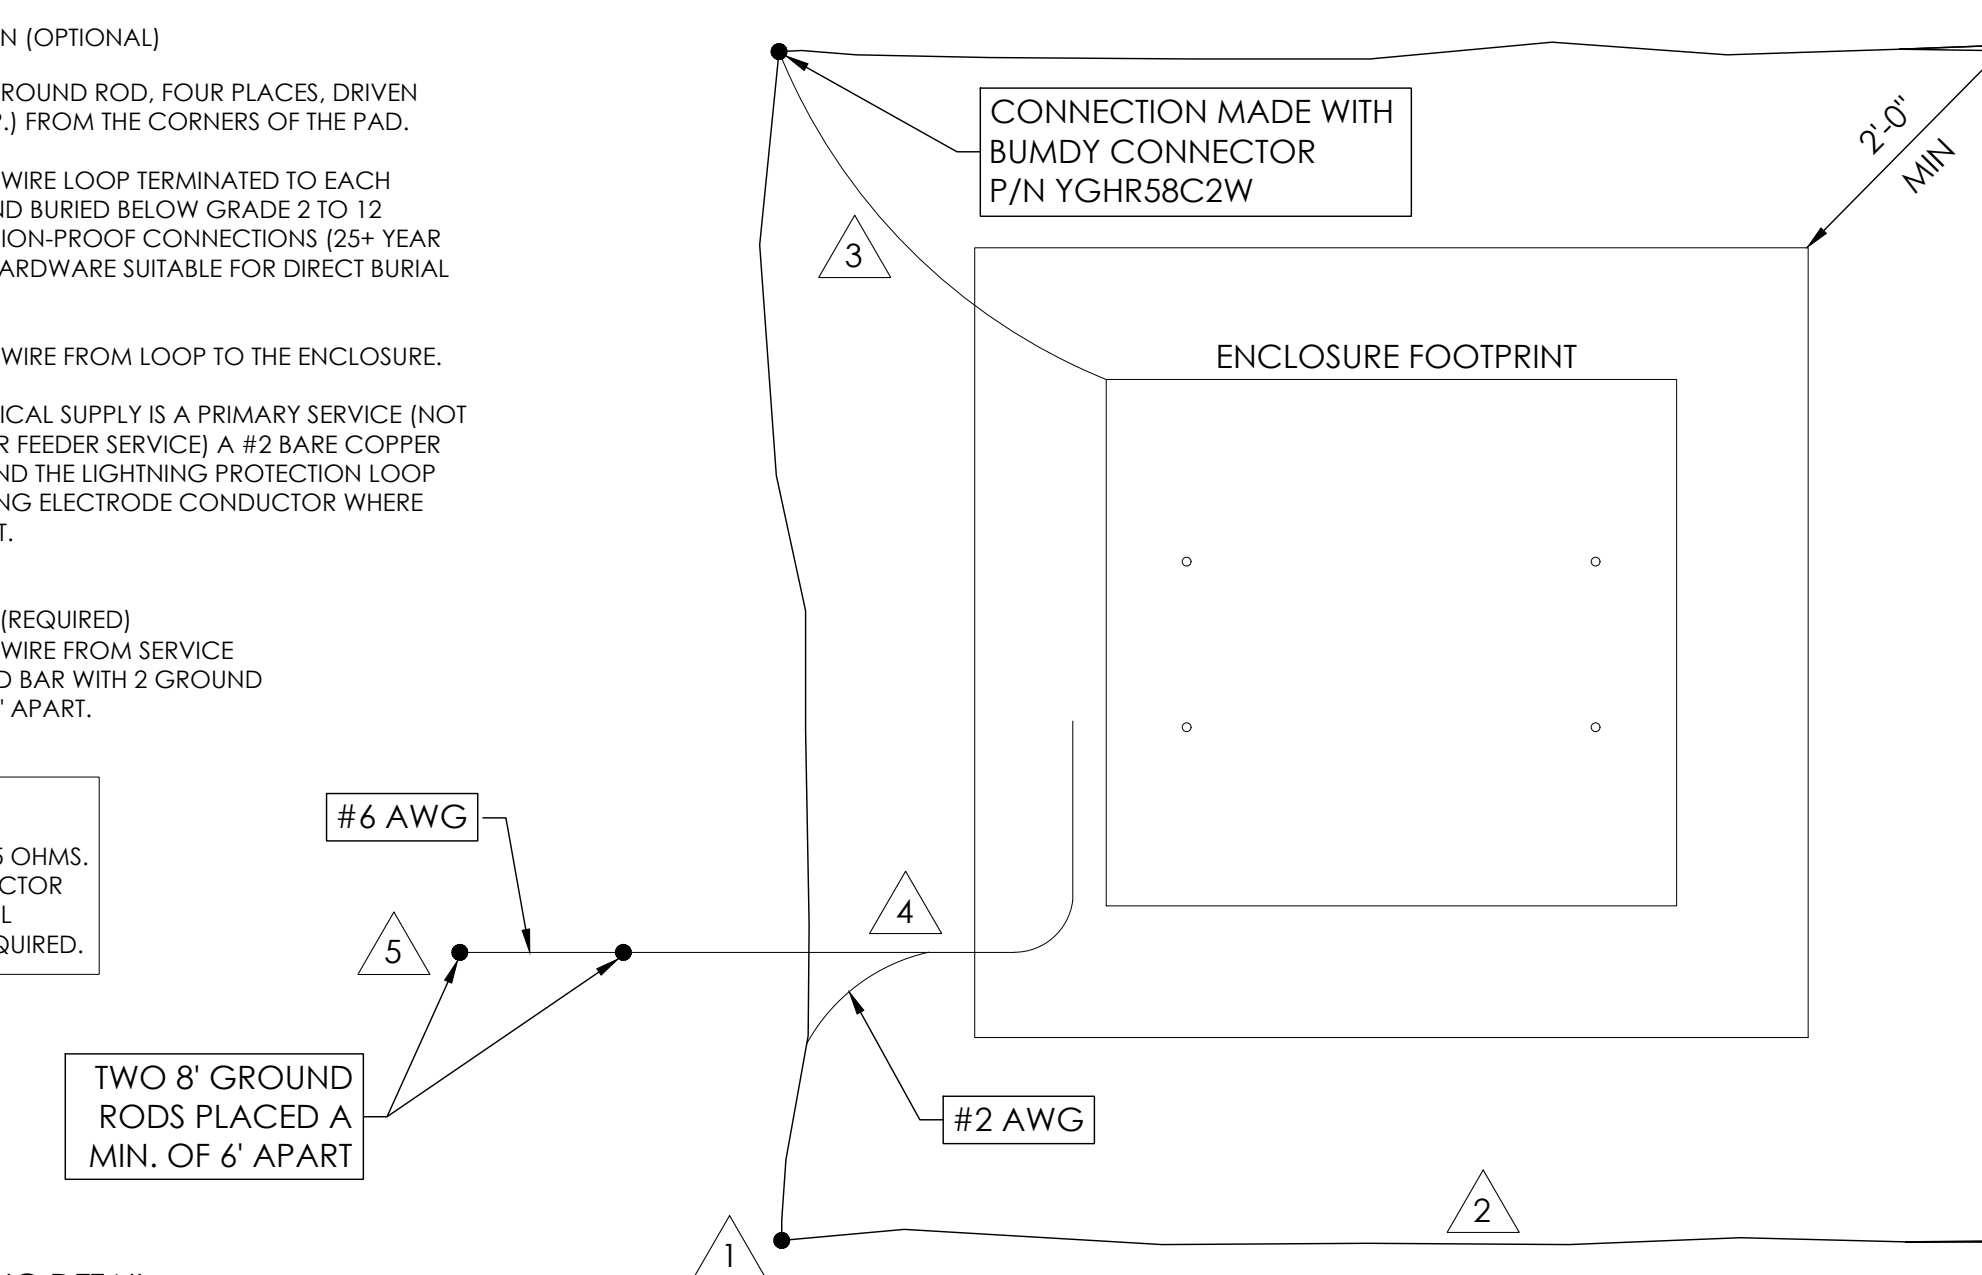 N (OPTIONAL)
ROUND ROD, FOUR PLACES, DRIVEN
.) FROM THE CORNERS OF THE PAD.
WIRE LOOP TERMINATED TO EACH
ND BURIED BELOW GRADE 2 TO 12
ION-PROOF CONNECTIONS (25+ YEAR
ARDWARE SUITABLE FOR DIRECT BURIAL
WIRE FROM LOOP TO THE ENCLOSURE.
ICAL SUPPLY IS A PRIMARY SERVICE (NOT
R FEEDER SERVICE) A #2 BARE COPPER
ND THE LIGHTNING PROTECTION LOOP
NG ELECTRODE CONDUCTOR WHERE
T.
(REQUIRED)
WIRE FROM SERVICE
D BAR WITH 2 GROUND
' APART.
5 OHMS.
CTOR
L
QUIRED.
CONNECTION MADE WITH
BUMDY CONNECTOR
P/N YGHR58C2W
2'-0"
MIN
3
ENCLOSURE FOOTPRINT
#6 AWG
4
5
TWO 8' GROUND
RODS PLACED A
MIN. OF 6' APART
#2 AWG
2
1